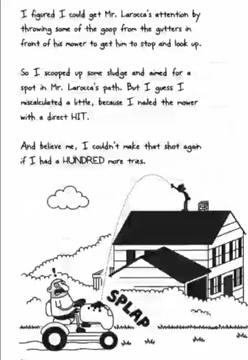 I figured I could get Mr. Larocca's attention by
throwing some of the goop from the gutters in
front of his mower to get him to stop and look up.
So I scooped up some sludge and aimed for a
spot in Mr. Larocca's path. But I guess I
miscalculated a little, because I nailed the mower
with a direct HIT.
And believe me, I couldn't make that shot again
if I had a HUNDRED more tries.
SPLAP